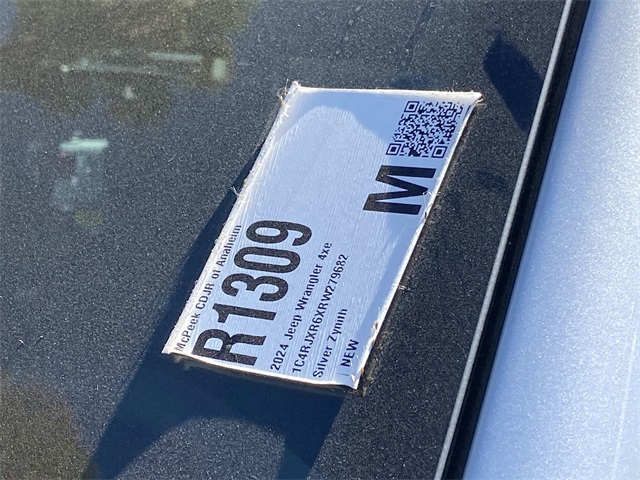 McPeek CDJR of Anaheim
R1309
2024 Jeep Wrangler 4xe
1C4RJXR6XRW279682
Silver Zynith
NEW
M